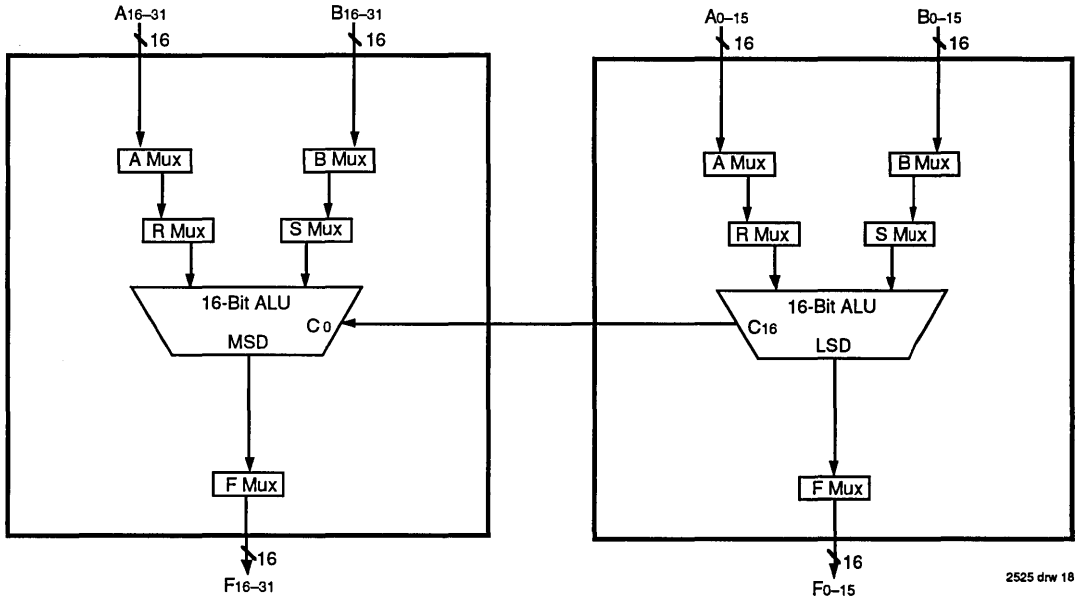 A16–31
B16–31
A0–15
B0–15
16
16
16
16
A Mux
B Mux
A Mux
B Mux
R Mux
S Mux
R Mux
S Mux
16-Bit ALU
16-Bit ALU
C0
C16
MSD
LSD
F Mux
F Mux
16
16
F16–31
F0–15
2525 drw 18